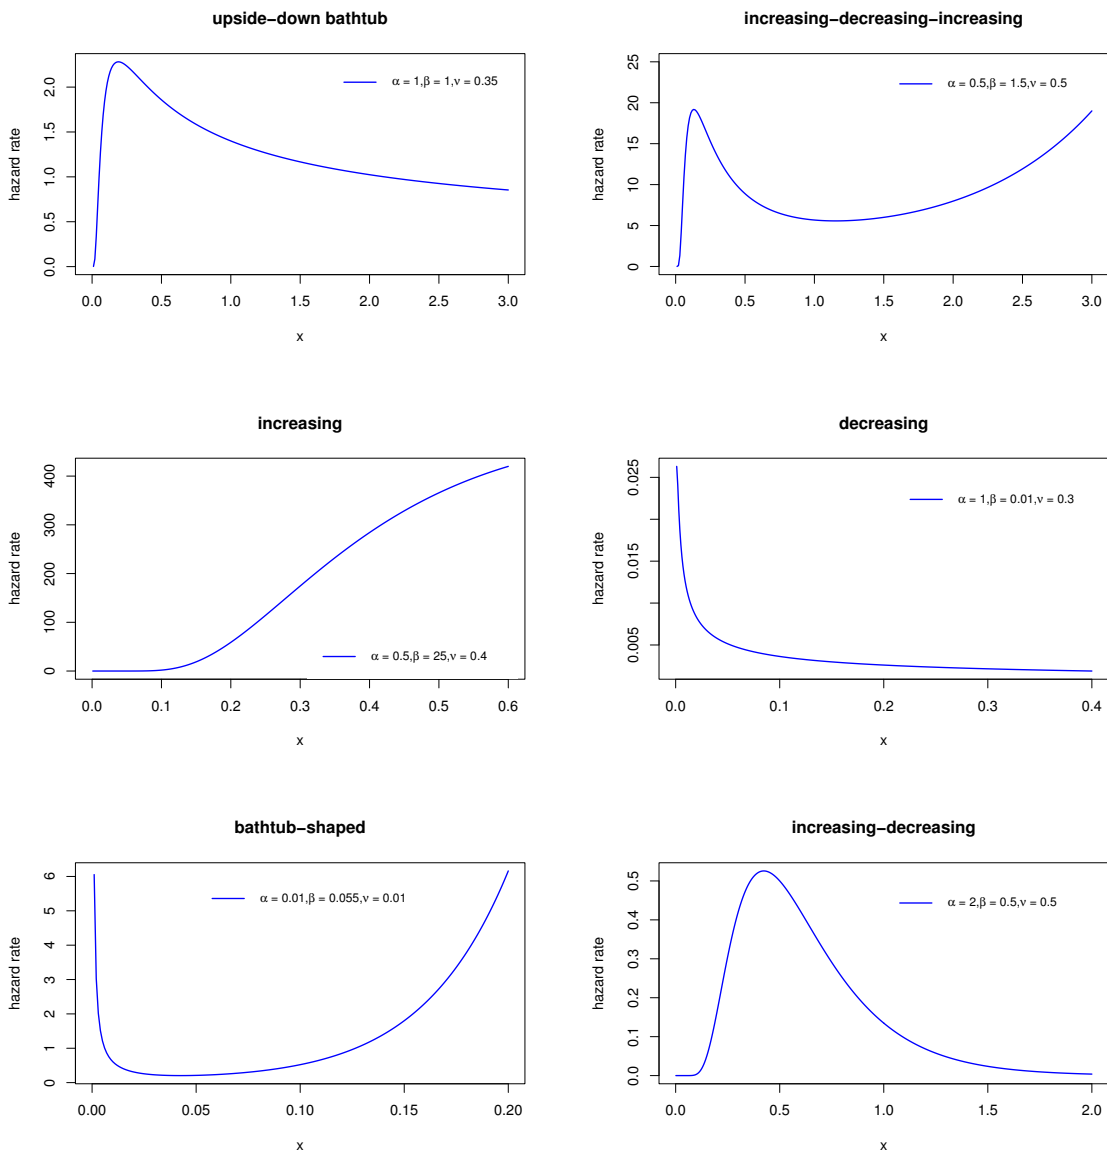 upside−down bathtub
hazard rate
0.0 0.5 1.0 1.5 2.0
α = 1,β = 1,ν = 0.35
0.0 0.5 1.0 1.5 2.0 2.5 3.0
x
increasing−decreasing−increasing
hazard rate
0 5 10 15 20 25
α = 0.5,β = 1.5,ν = 0.5
0.0 0.5 1.0 1.5 2.0 2.5 3.0
x
increasing
hazard rate
0 100 200 300 400
α = 0.5,β = 25,ν = 0.4
0.0 0.1 0.2 0.3 0.4 0.5 0.6
x
decreasing
hazard rate
0.005 0.015 0.025
α = 1,β = 0.01,ν = 0.3
0.0 0.1 0.2 0.3 0.4
x
bathtub−shaped
hazard rate
0 1 2 3 4 5 6
α = 0.01,β = 0.055,ν = 0.01
0.00 0.05 0.10 0.15 0.20
x
increasing−decreasing
hazard rate
0.0 0.1 0.2 0.3 0.4 0.5
α = 2,β = 0.5,ν = 0.5
0.0 0.5 1.0 1.5 2.0
x